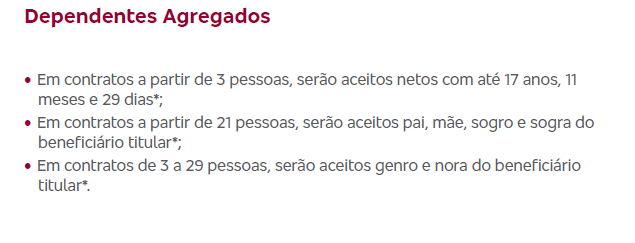 Dependentes Agregados
• Em contratos a partir de 3 pessoas, serão aceitos netos com até 17 anos, 11
meses e 29 dias*;
• Em contratos a partir de 21 pessoas, serão aceitos pai, mãe, sogro e sogra do
beneficiário titular*;
• Em contratos de 3 a 29 pessoas, serão aceitos genro e nora do beneficiário
titular*.